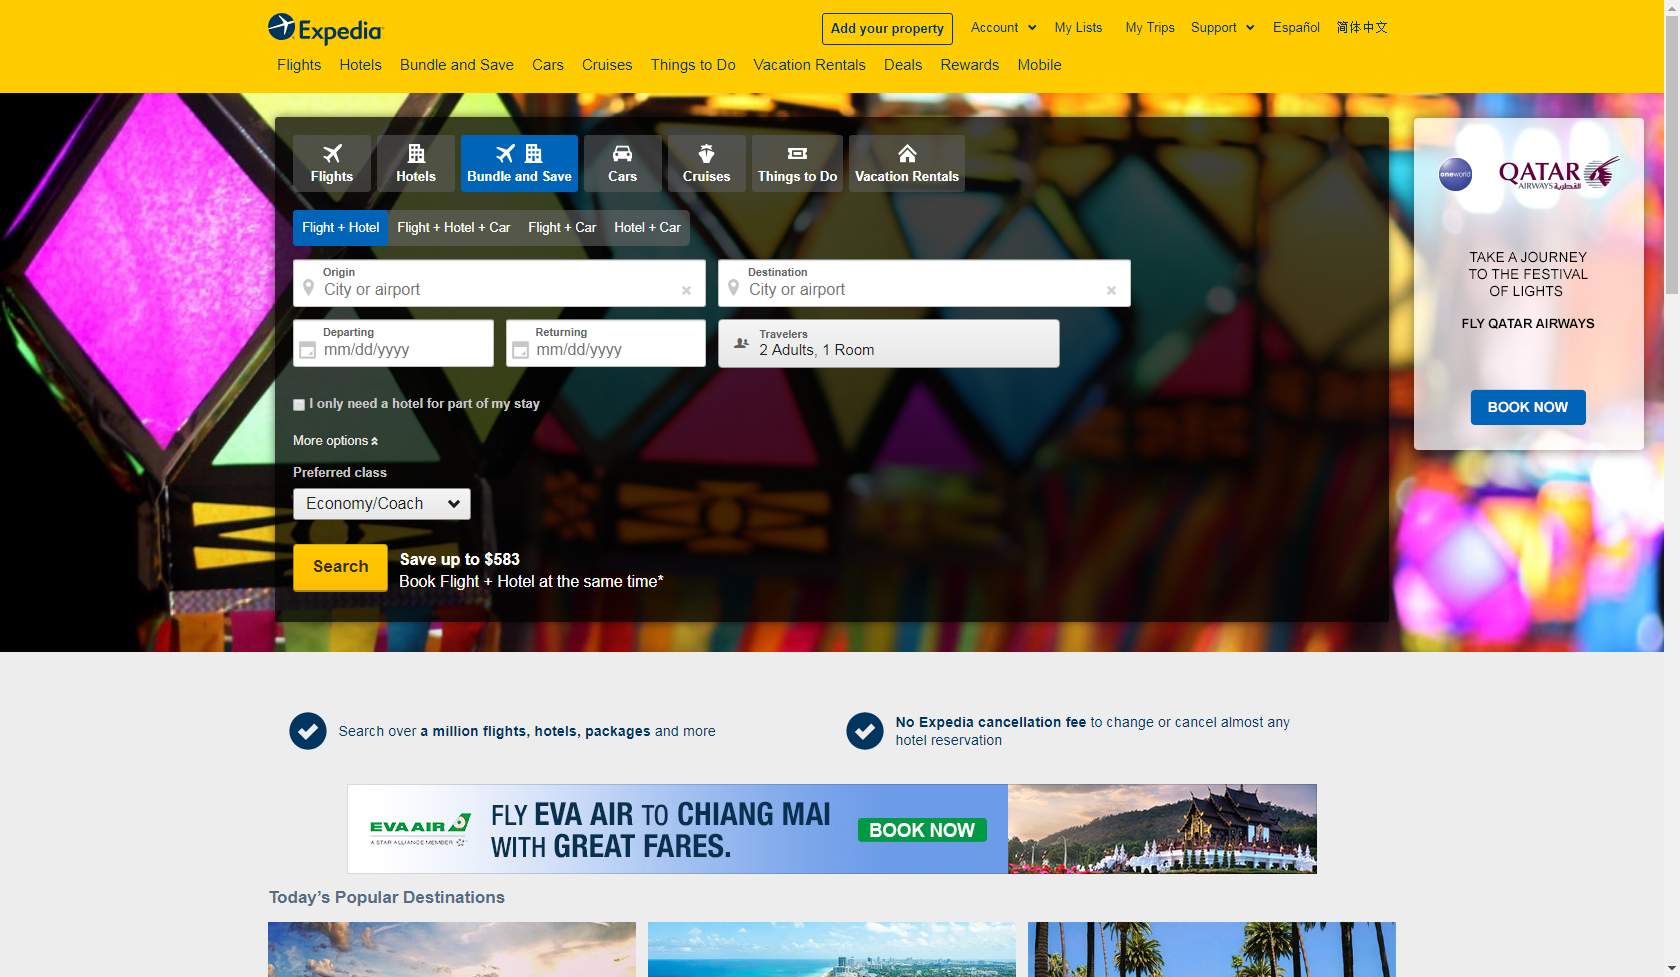 Expedia
Add your property
Account
My Lists
My Trips
Support
Español
简体中文
Flights
Hotels
Bundle and Save
Cars
Cruises
Things to Do
Vacation Rentals
Deals
Rewards
Mobile
Flights
Hotels
Bundle and Save
Cars
Cruises
Things to Do
Vacation Rentals
Flight + Hotel
Flight + Hotel + Car
Flight + Car
Hotel + Car
Origin
City or airport
Destination
City or airport
Departing
mm/dd/yyyy
Returning
mm/dd/yyyy
Travelers
2 Adults, 1 Room
I only need a hotel for part of my stay
More options
Preferred class
Economy/Coach
Search
Save up to $583
Book Flight + Hotel at the same time*
oneworld
QATAR
AIRWAYS القطرية
TAKE A JOURNEY
TO THE FESTIVAL
OF LIGHTS
FLY QATAR AIRWAYS
BOOK NOW
Search over a million flights, hotels, packages and more
No Expedia cancellation fee to change or cancel almost any
hotel reservation
EVA AIR
A STAR ALLIANCE MEMBER
FLY EVA AIR TO CHIANG MAI
WITH GREAT FARES.
BOOK NOW
Today’s Popular Destinations